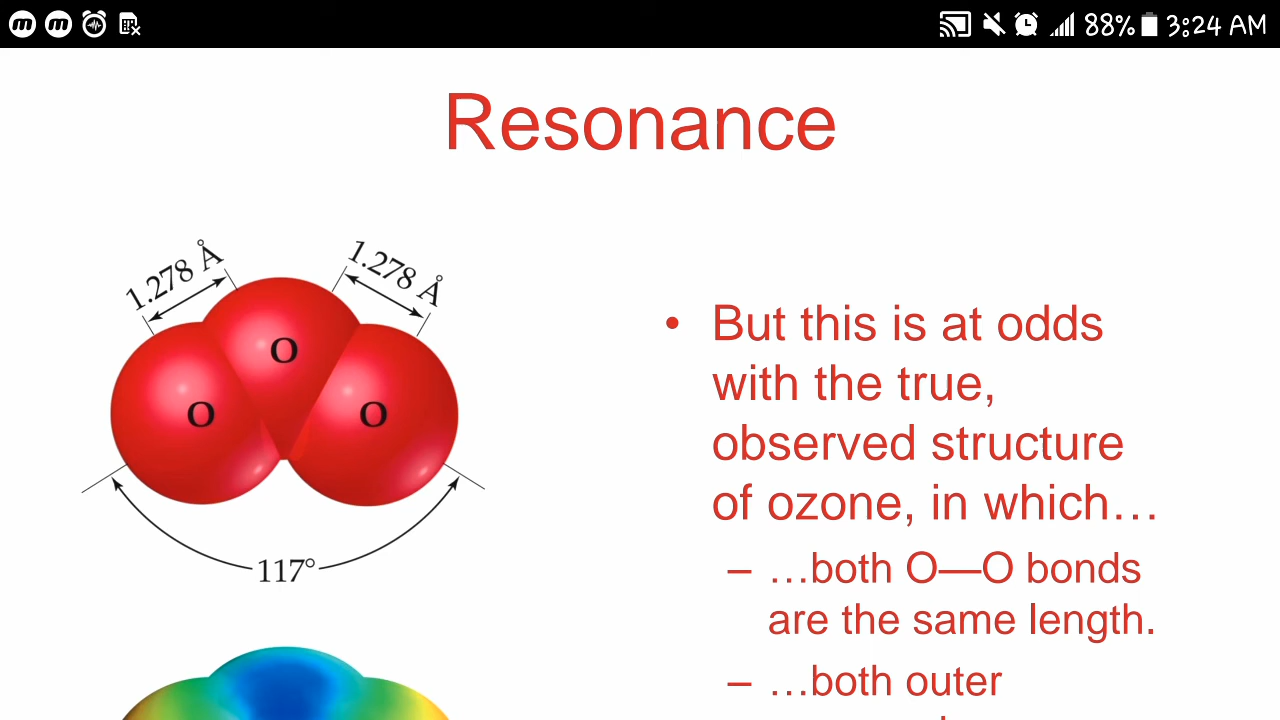 88% 3:24 AM
Resonance
1.278 Å
1.278 Å
O
O
O
117°
• But this is at odds
with the true,
observed structure
of ozone, in which…
– …both O—O bonds
are the same length.
– …both outer